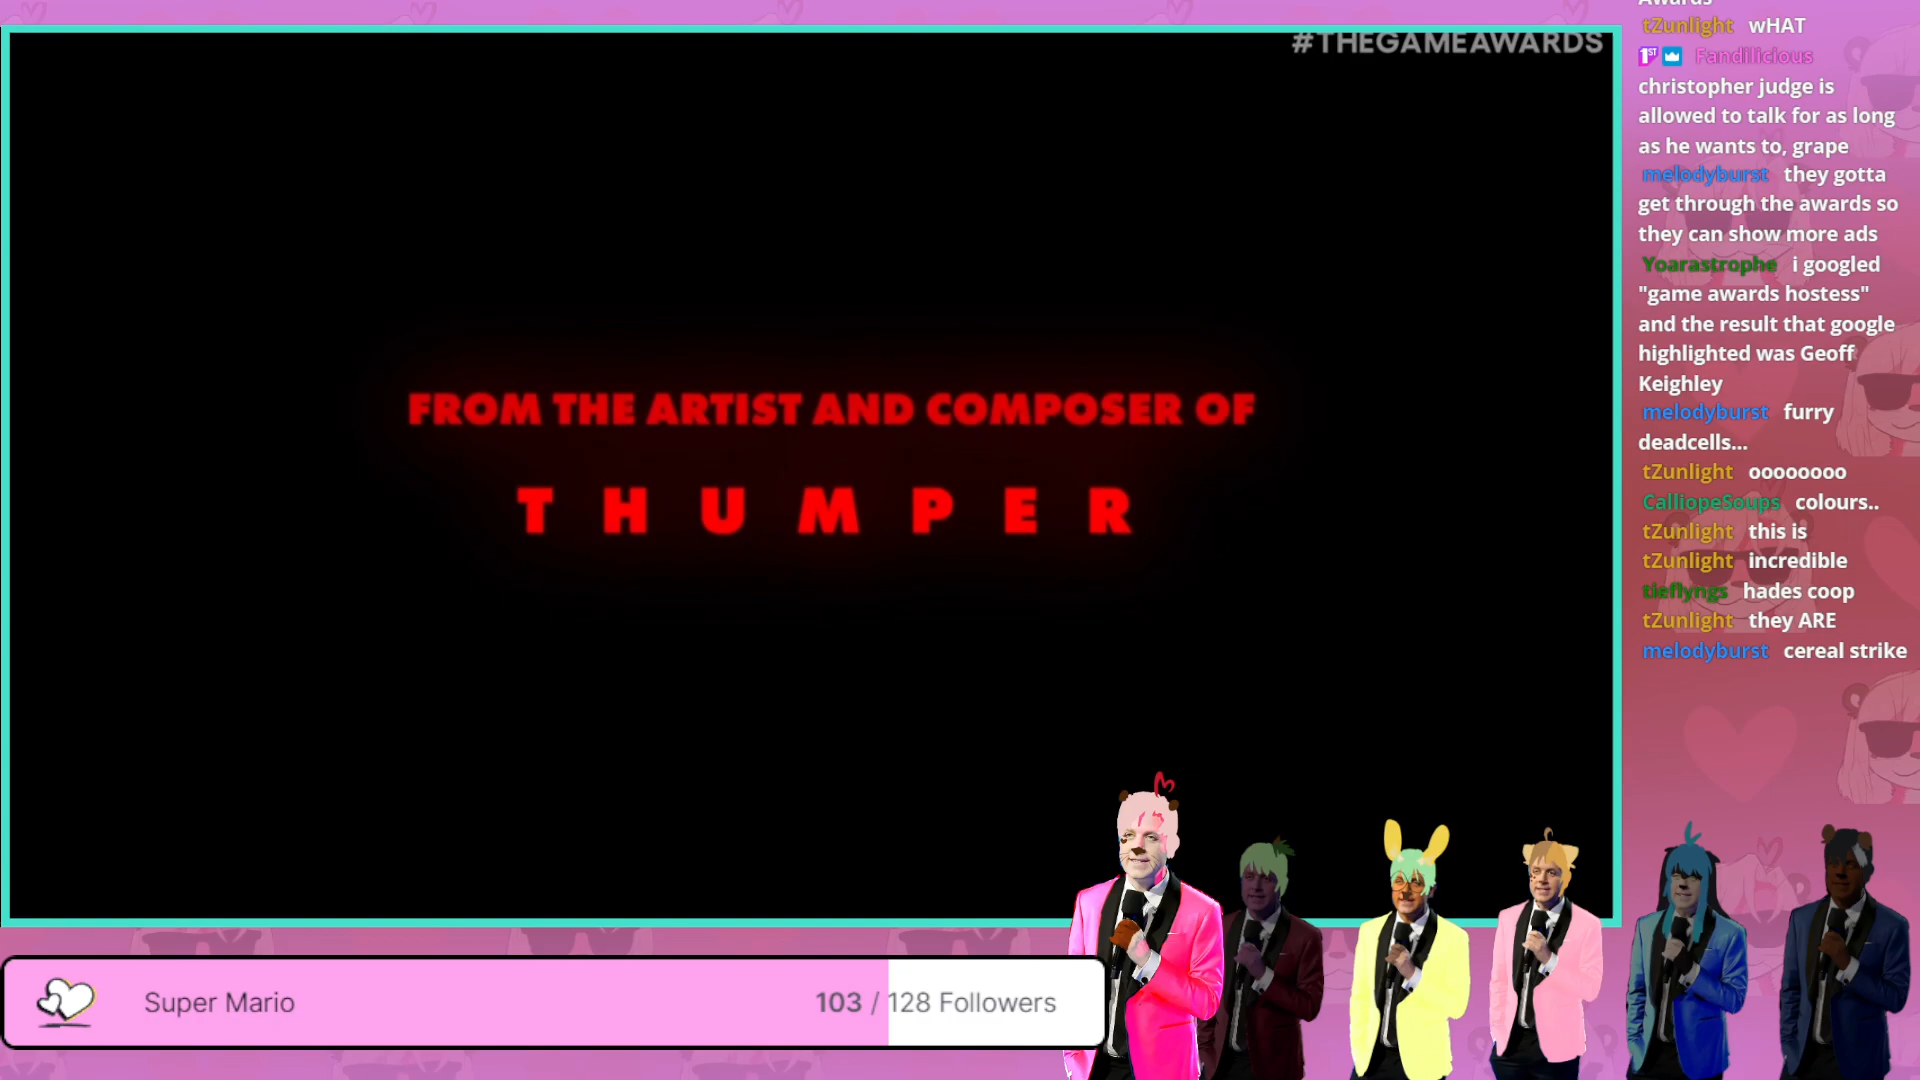 #THEGAMEAWARDS
FROM THE ARTIST AND COMPOSER OF
THUMPER
Awards
tZunlight wHAT
1ST Fandilicious
christopher judge is
allowed to talk for as long
as he wants to, grape
melodyburst they gotta
get through the awards so
they can show more ads
Yoarastrophe i googled
"game awards hostess"
and the result that google
highlighted was Geoff
Keighley
melodyburst furry
deadcells...
tZunlight oooooooo
CalliopeSoups colours..
tZunlight this is
tZunlight incredible
tieflyngs hades coop
tZunlight they ARE
melodyburst cereal strike
Super Mario
103 / 128 Followers